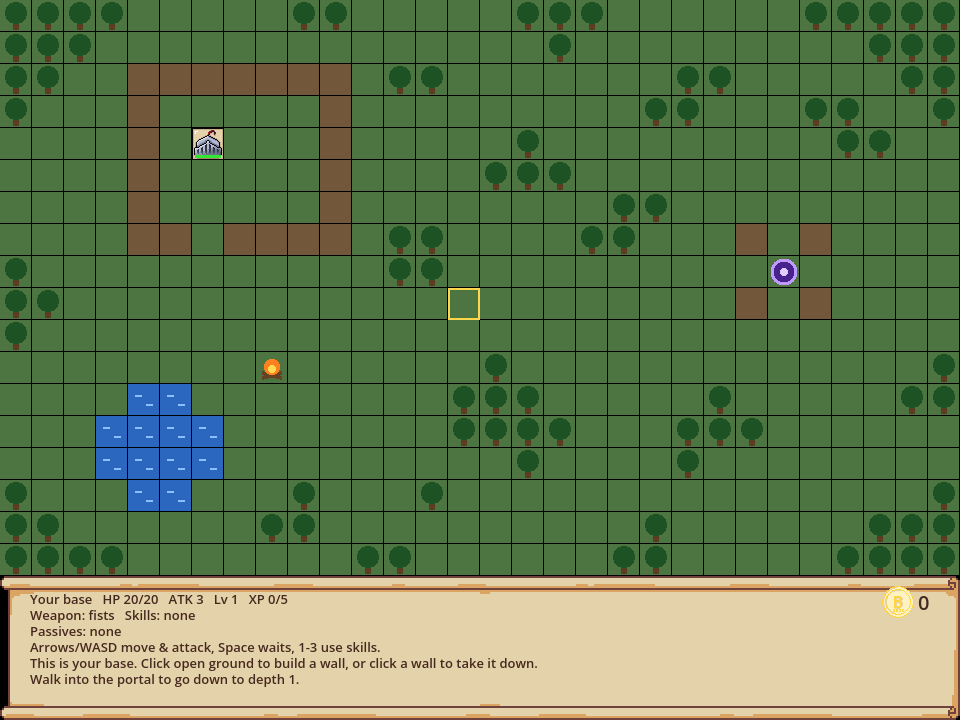 Your base HP 20/20 ATK 3 Lv 1 XP 0/5
0
Weapon: fists Skills: none
Passives: none
Arrows/WASD move & attack, Space waits, 1-3 use skills.
This is your base. Click open ground to build a wall, or click a wall to take it down.
Walk into the portal to go down to depth 1.